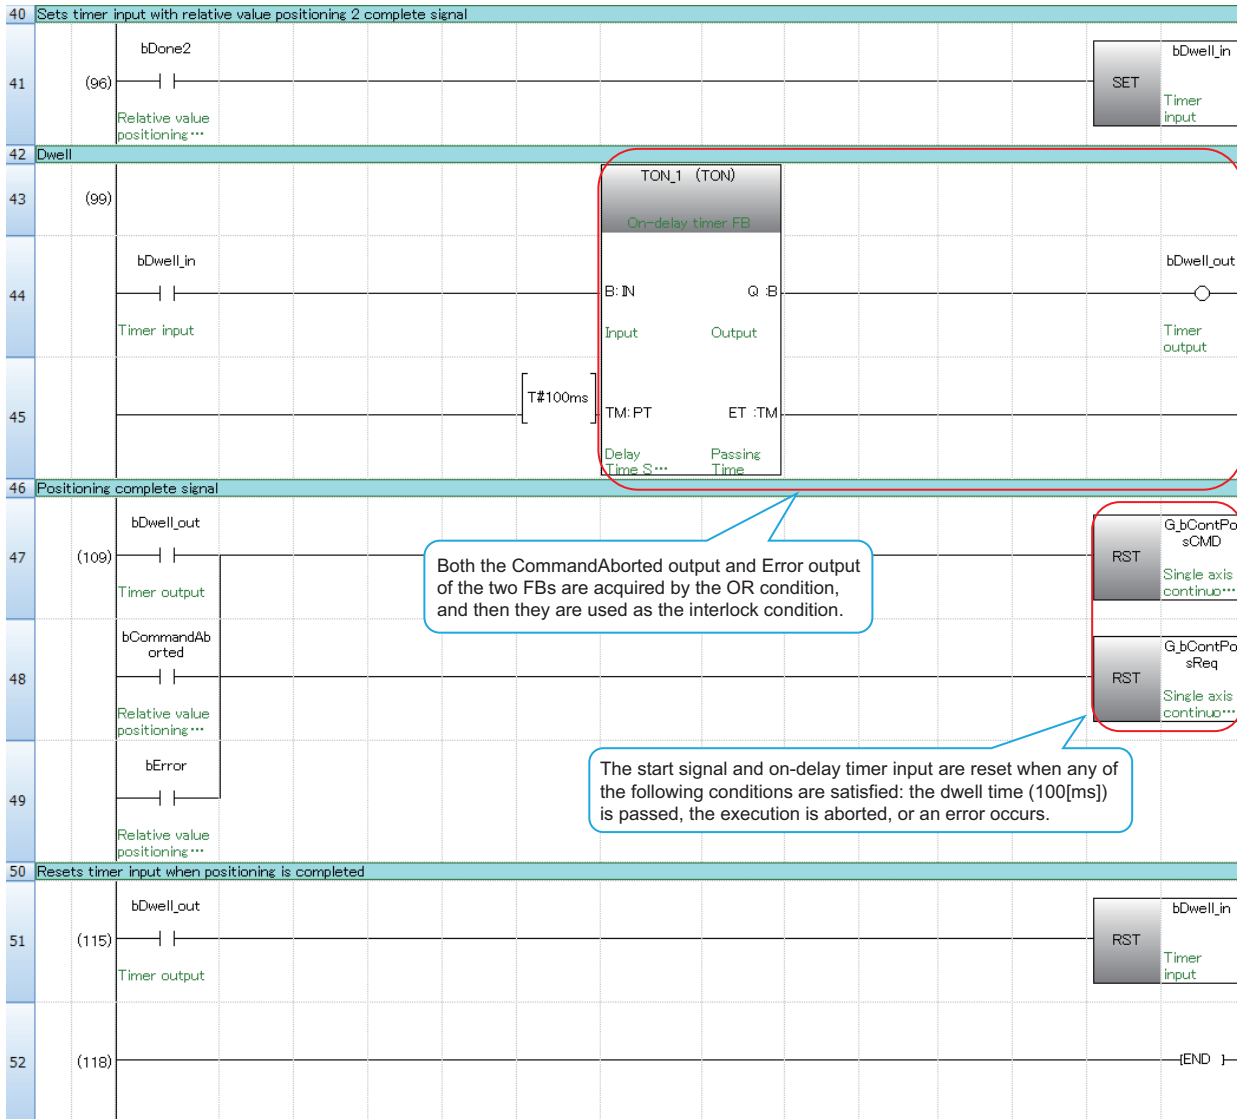 40 Sets timer input with relative value positioning 2 complete signal
bDone2
bDwell_in
41 (96) SET
Relative value
positioning…
Timer
input
42 Dwell
TON_1 (TON)
43 (99)
On-delay timer FB
bDwell_in
bDwell_out
44
B:IN Q :B
Timer input
Input Output
Timer
output
T#100ms
45
TM:PT ET :TM
Delay
Time S…
Passing
Time
46 Positioning complete signal
bDwell_out
G_bContPo
sCMD
47 (109) RST
Timer output
Single axis
continuo…
Both the CommandAborted output and Error output
of the two FBs are acquired by the OR condition,
and then they are used as the interlock condition.
bCommandAb
orted
G_bContPo
sReq
48 RST
Relative value
positioning…
Single axis
continuo…
bError
49
The start signal and on-delay timer input are reset when any of
the following conditions are satisfied: the dwell time (100[ms])
is passed, the execution is aborted, or an error occurs.
Relative value
positioning…
50 Resets timer input when positioning is completed
bDwell_out
bDwell_in
51 (115) RST
Timer output
Timer
input
52 (118) [END ]